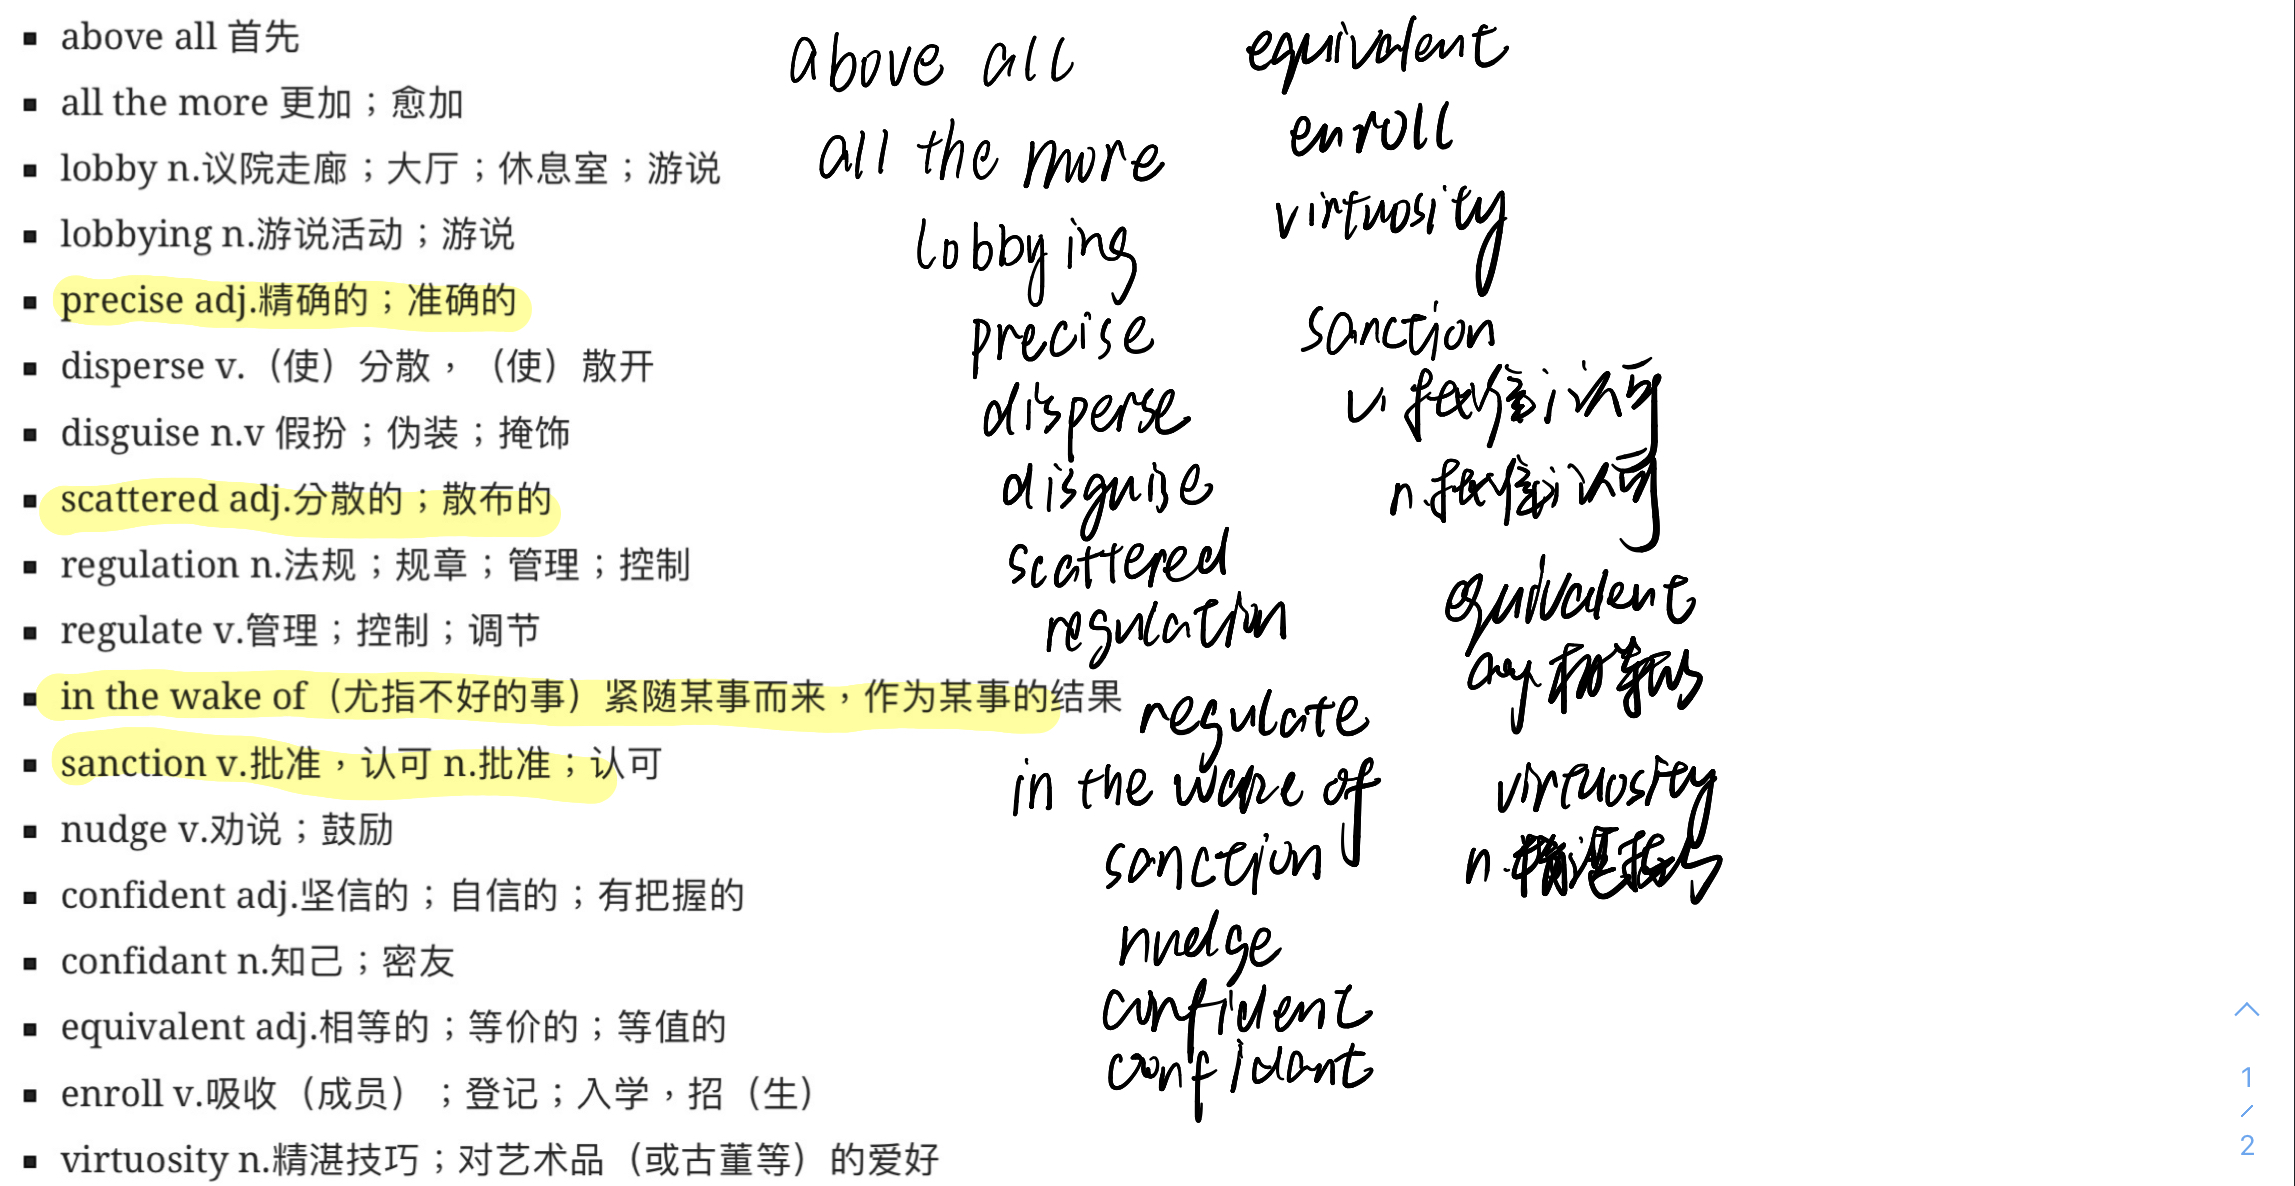 above all 首先
all the more 更加；愈加
lobby n.议院走廊；大厅；休息室；游说
lobbying n.游说活动；游说
precise adj.精确的；准确的
disperse v.（使）分散，（使）散开
disguise n.v 假扮；伪装；掩饰
scattered adj.分散的；散布的
regulation n.法规；规章；管理；控制
regulate v.管理；控制；调节
in the wake of（尤指不好的事）紧随某事而来，作为某事的结果
sanction v.批准，认可 n.批准；认可
nudge v.劝说；鼓励
confident adj.坚信的；自信的；有把握的
confidant n.知己；密友
equivalent adj.相等的；等价的；等值的
enroll v.吸收（成员）；登记；入学，招（生）
virtuosity n.精湛技巧；对艺术品（或古董等）的爱好
above all
all the more
lobbying
precise
disperse
disguise
scattered
regulation
regulate
in the wake of
sanction
nudge
confident
confidant
equivalent
enroll
virtuosity
sanction
v. 认可
n. 认可
equivalent
相等的
virtuosity
n.精湛技巧
1
/
2